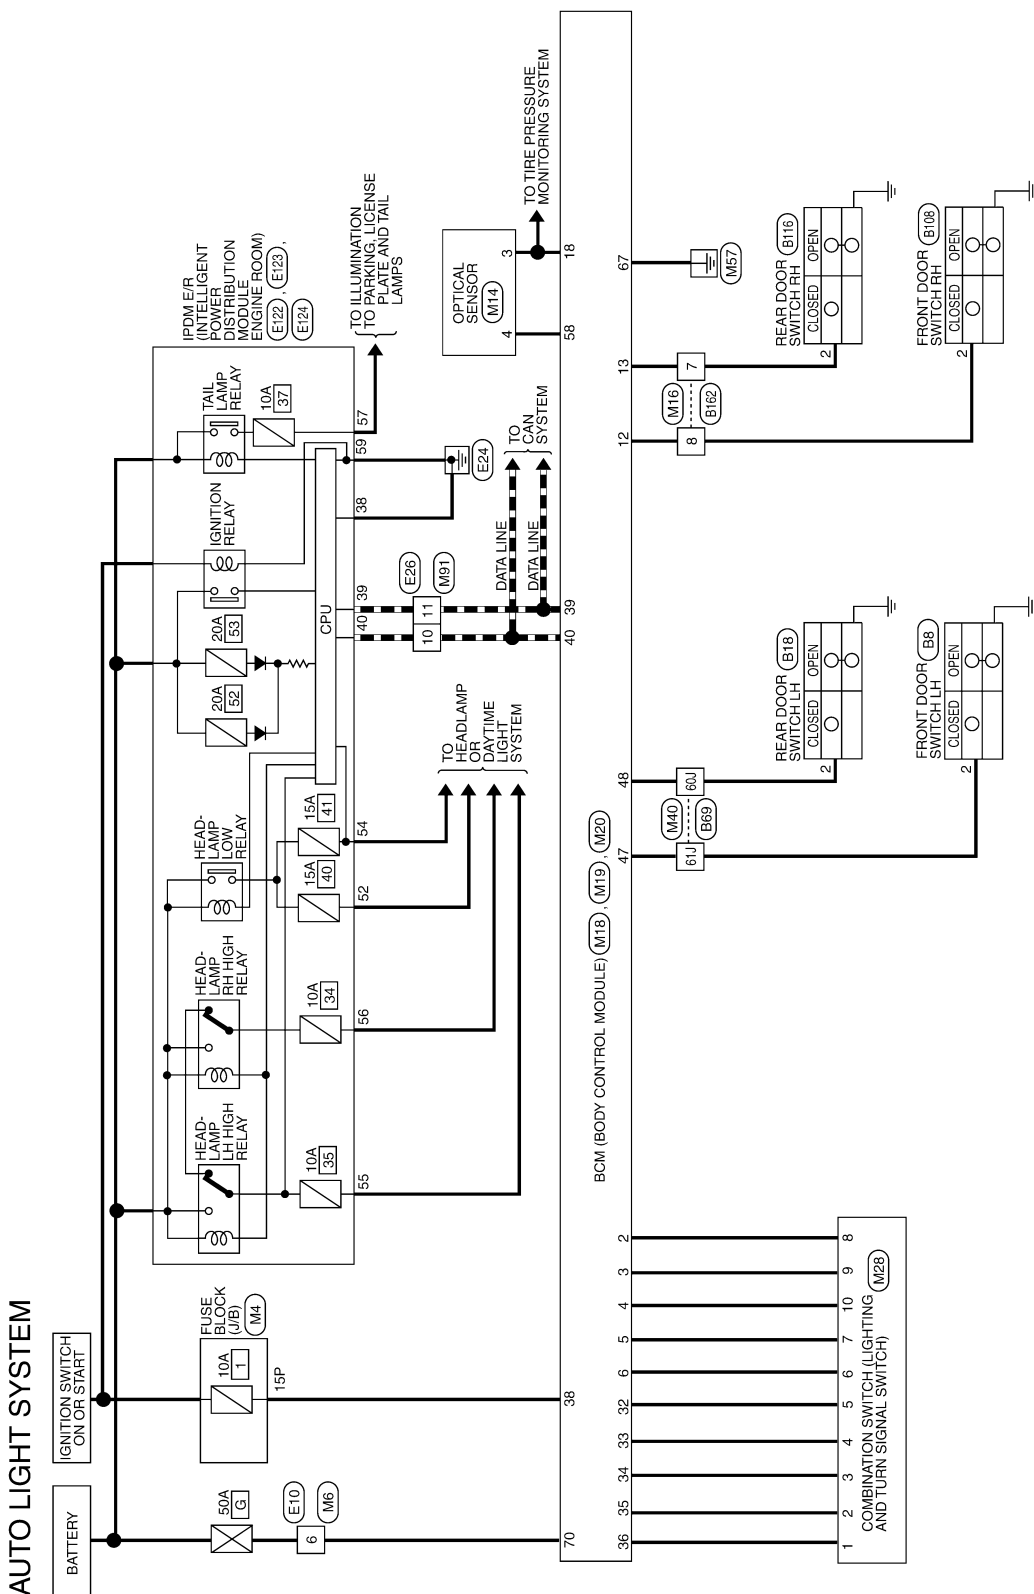 AUTO LIGHT SYSTEM
BATTERY
IGNITION SWITCH
ON OR START
50A
G
6
E10
M6
70
FUSE
BLOCK
(J/B)
M4
10A
1
15P
38
IPDM E/R
(INTELLIGENT
POWER
DISTRIBUTION
MODULE
ENGINE ROOM)
E122 , E123 ,
E124
HEAD-
LAMP
LH HIGH
RELAY
10A
35
55
HEAD-
LAMP
RH HIGH
RELAY
10A
34
56
HEAD-
LAMP
LOW
RELAY
15A
40
52
15A
41
54
TO
HEADLAMP
OR
DAYTIME
LIGHT
SYSTEM
20A
52
20A
53
IGNITION
RELAY
TAIL
LAMP
RELAY
10A
37
CPU
40
39
38
59
57
TO ILLUMINATION
TO PARKING, LICENSE
PLATE AND TAIL
LAMPS
E24
10
11
E26
M91
DATA LINE
DATA LINE
TO
CAN
SYSTEM
40
39
OPTICAL
SENSOR
M14
4
3
58
18
TO TIRE PRESSURE
MONITORING SYSTEM
BCM (BODY CONTROL MODULE) M18 , M19 , M20
36
35
34
33
32
6
5
4
3
2
1
2
3
4
5
6
7
10
9
8
COMBINATION SWITCH (LIGHTING
AND TURN SIGNAL SWITCH)
M28
47
48
61J
60J
M40
B69
2
2
REAR DOOR
SWITCH LH
B18
CLOSED
OPEN
FRONT DOOR
SWITCH LH
B8
CLOSED
OPEN
12
13
67
8
7
M16
B162
M57
2
2
REAR DOOR
SWITCH RH
B116
CLOSED
OPEN
FRONT DOOR
SWITCH RH
B108
CLOSED
OPEN